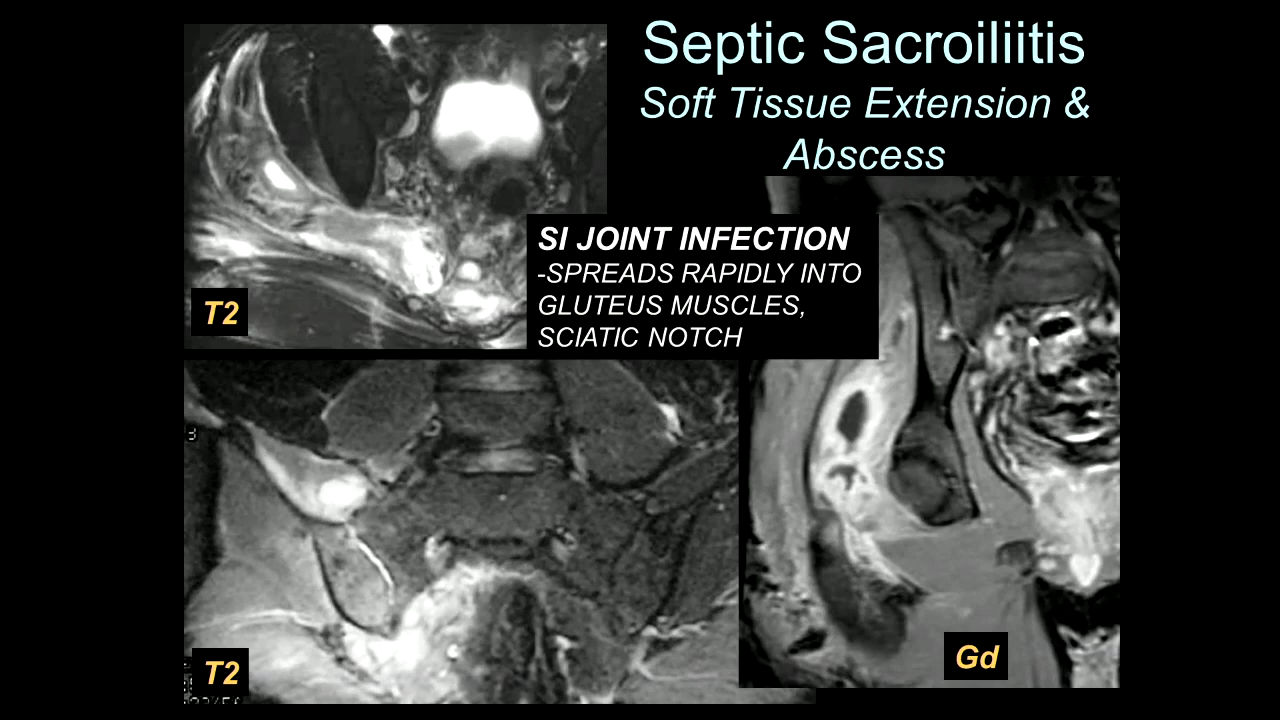 Septic Sacroiliitis
Soft Tissue Extension &
Abscess
SI JOINT INFECTION
-SPREADS RAPIDLY INTO
GLUTEUS MUSCLES,
SCIATIC NOTCH
T2
T2
Gd